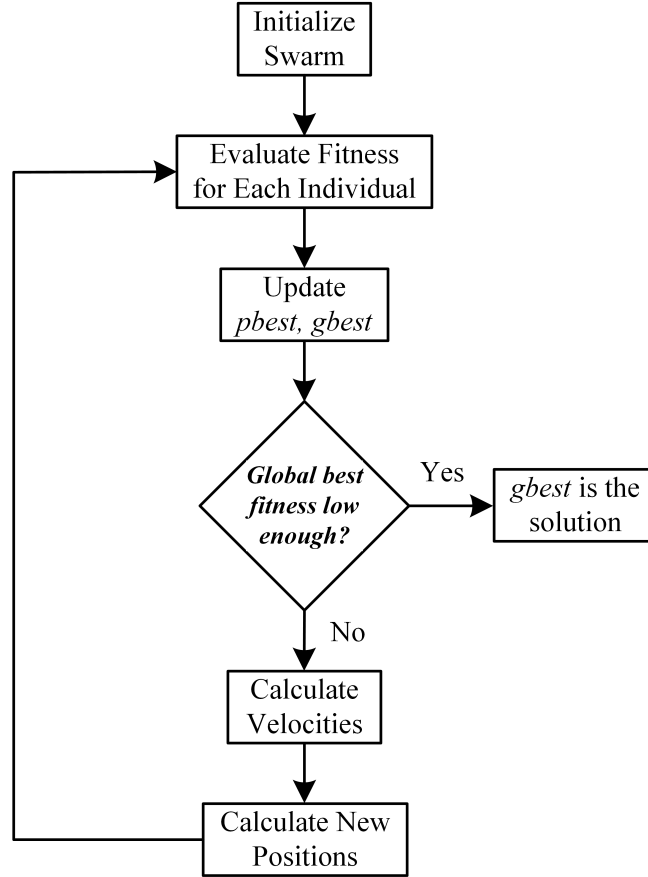 Initialize
Swarm
Evaluate Fitness
for Each Individual
Update
pbest, gbest
Global best
fitness low
enough?
Yes
gbest is the
solution
No
Calculate
Velocities
Calculate New
Positions